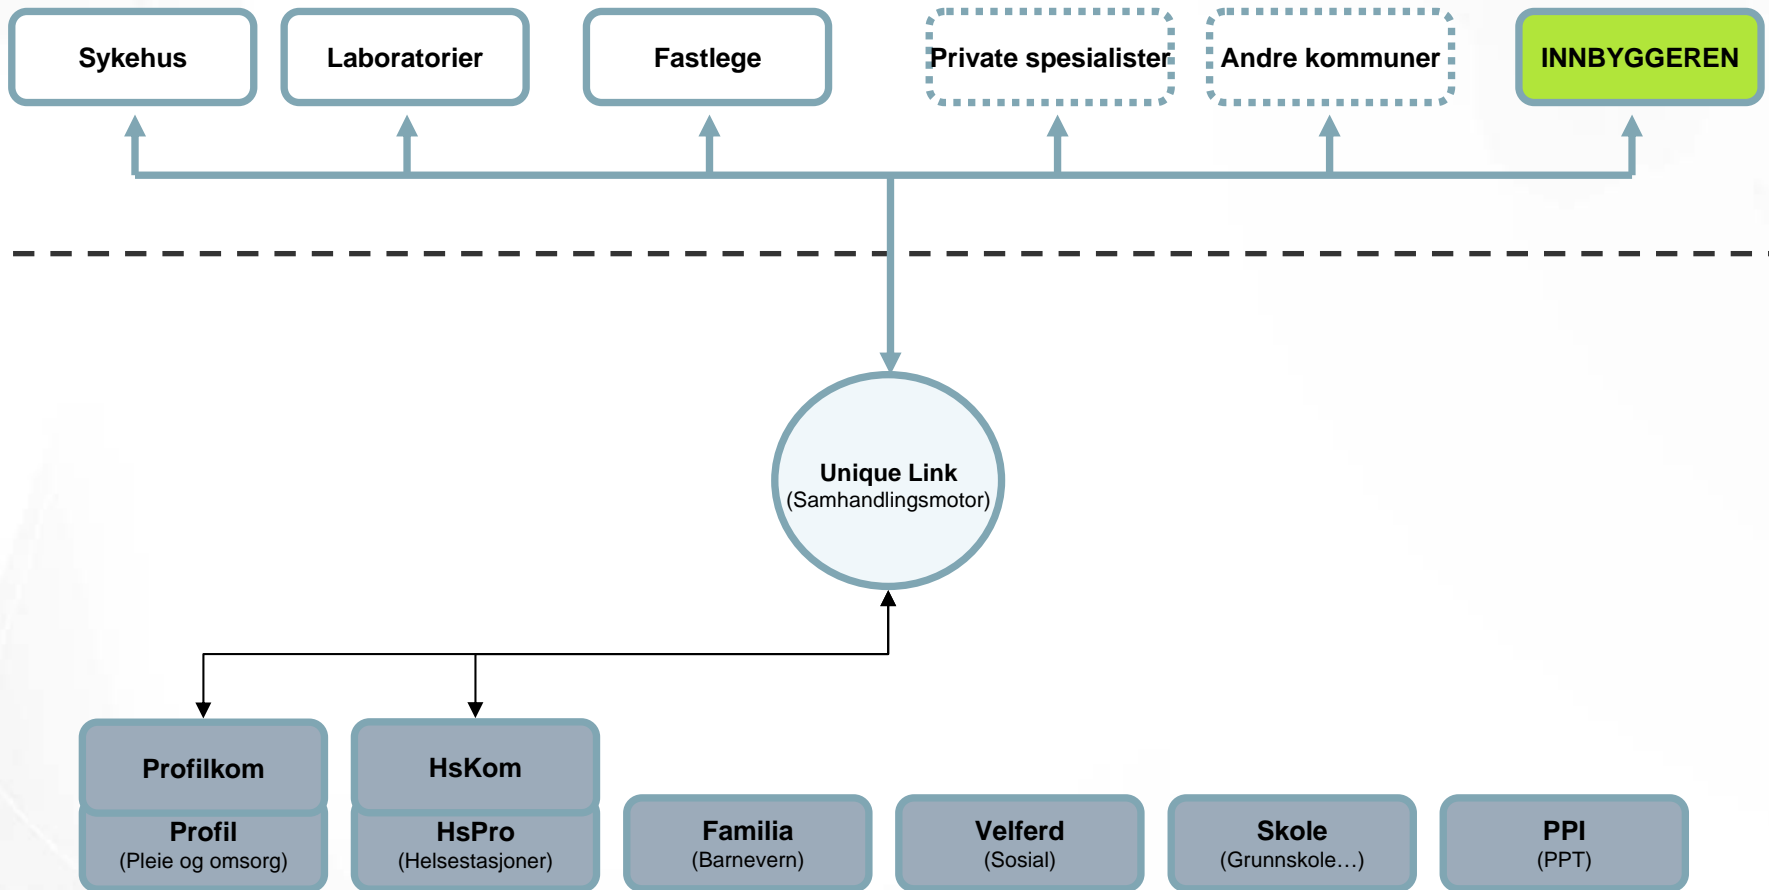 Sykehus
Laboratorier
Fastlege
Private spesialister
Andre kommuner
INNBYGGEREN
Unique Link
(Samhandlingsmotor)
Profilkom
HsKom
Profil
(Pleie og omsorg)
HsPro
(Helsestasjoner)
Familia
(Barnevern)
Velferd
(Sosial)
Skole
(Grunnskole…)
PPI
(PPT)